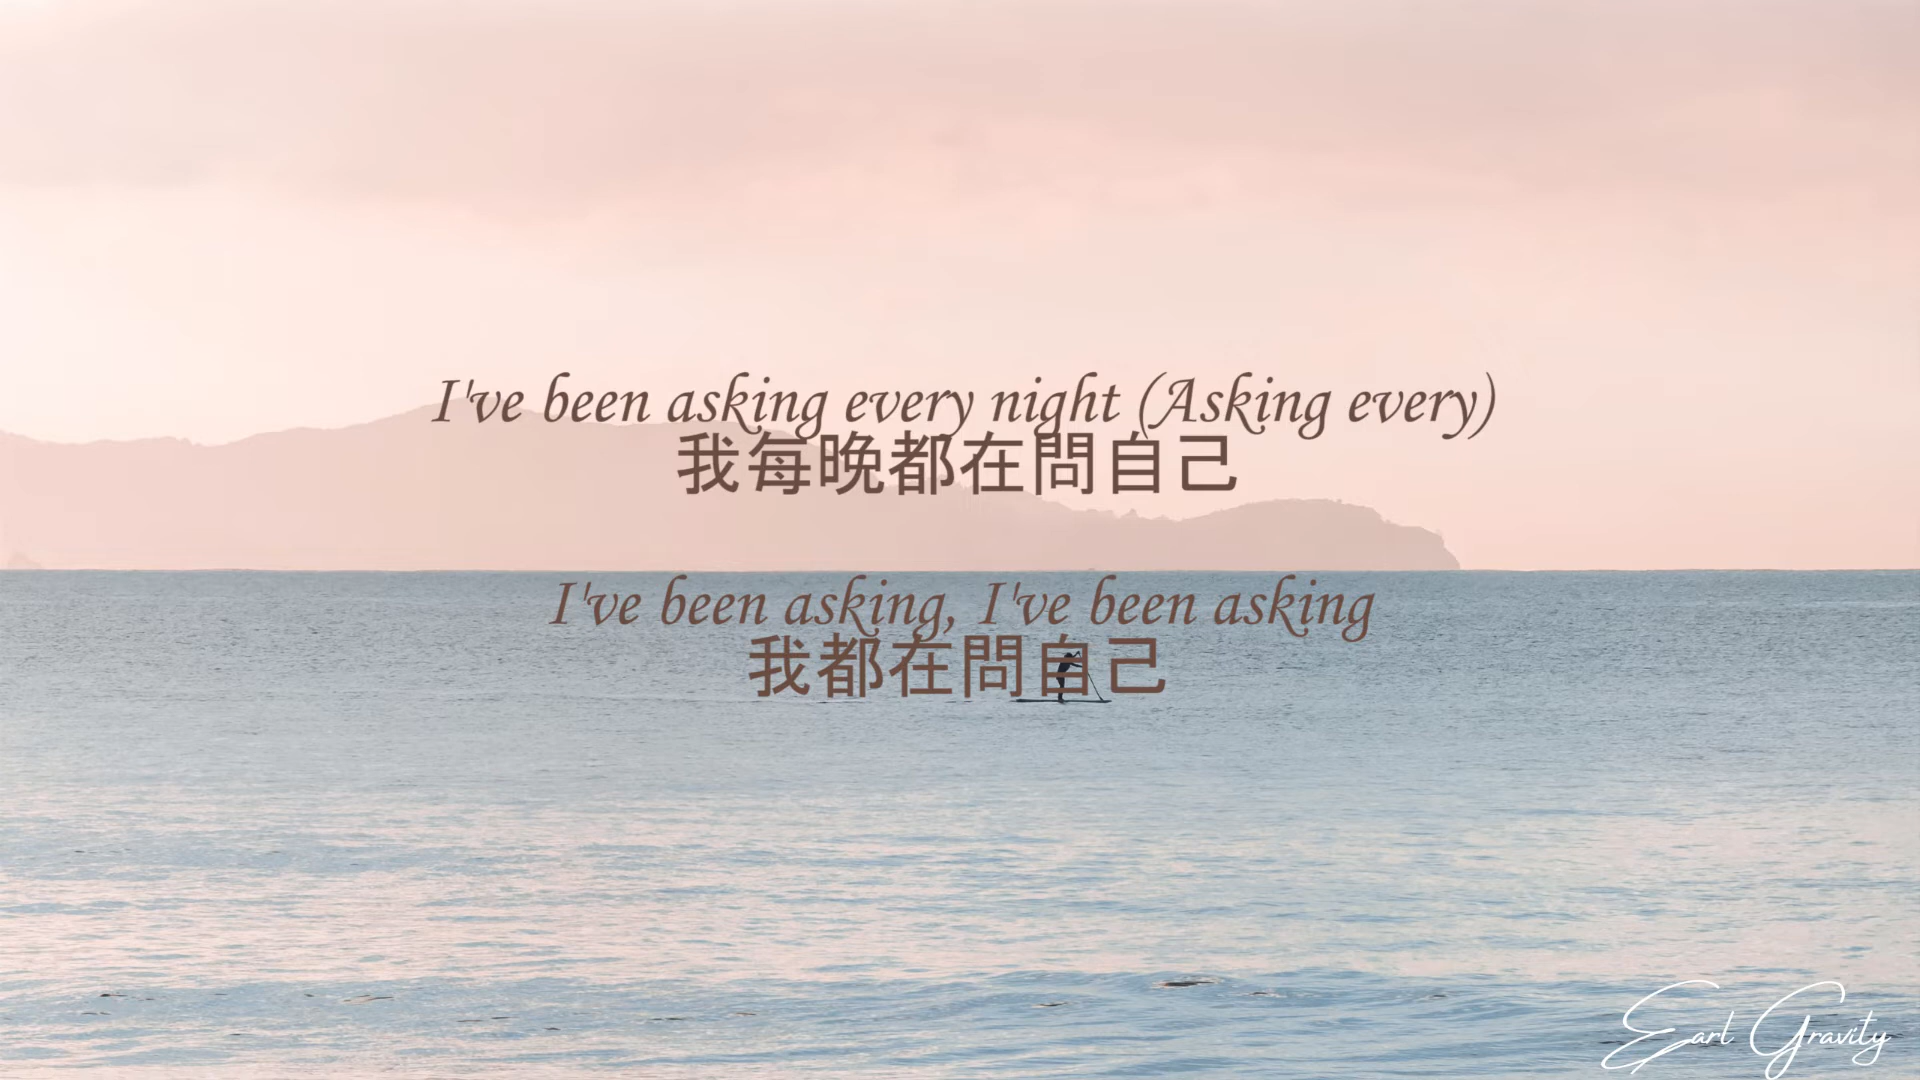 I've been asking every night (Asking every)
我每晚都在問自己
I've been asking, I've been asking
我都在問自己
Earl Gravity